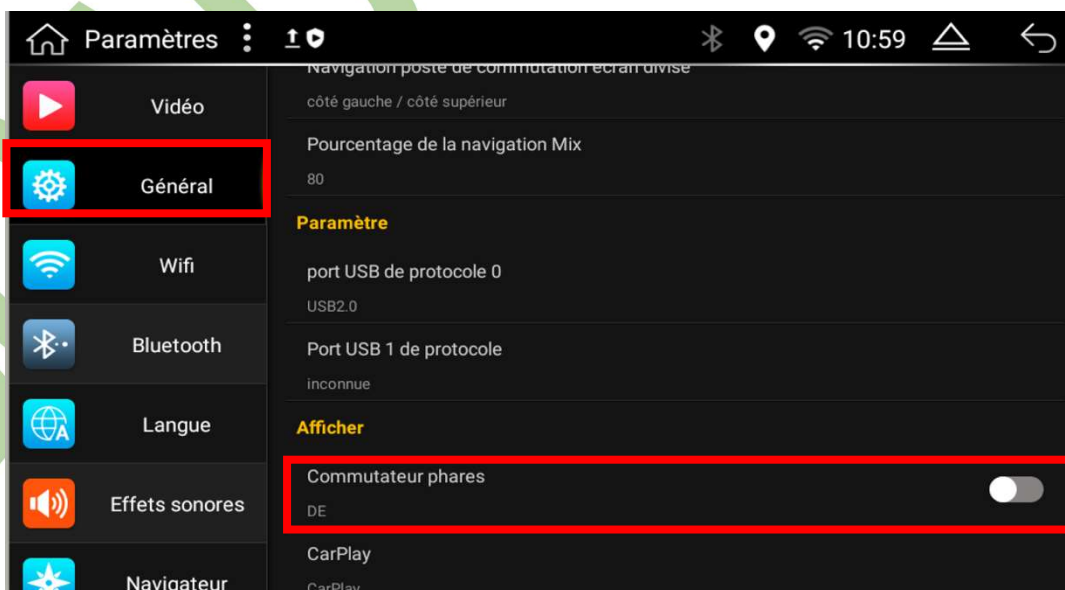 Paramètres
10:59
Vidéo
Général
Wifi
Bluetooth
Langue
Effets sonores
Navigateur
Navigation poste de commutation écran divisé
côté gauche / côté supérieur
Pourcentage de la navigation Mix
80
Paramètre
port USB de protocole 0
USB2.0
Port USB 1 de protocole
inconnue
Afficher
Commutateur phares
DE
CarPlay
CarPlay